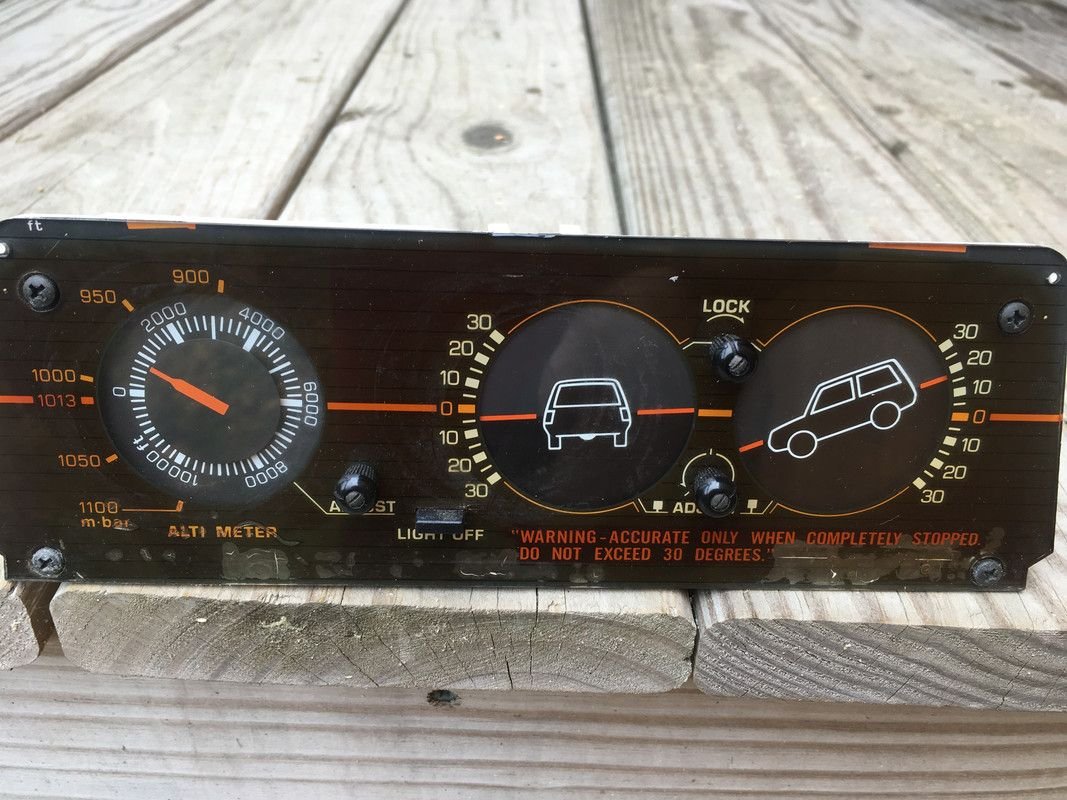 ft
900
950
1000
1013
1050
1100
m·bar
0
2000
4000
6000
8000
10000
ft
ALTI METER
ADJUST
LIGHT OFF
30
20
10
0
10
20
30
LOCK
ADJUST
30
20
10
0
10
20
30
"WARNING-ACCURATE ONLY WHEN COMPLETELY STOPPED.
DO NOT EXCEED 30 DEGREES."